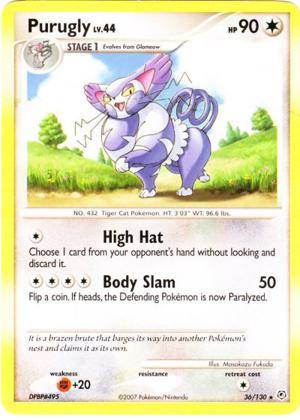 Purugly LV.44
HP 90
STAGE 1 Evolves from Glameow
NO. 432 Tiger Cat Pokémon HT: 3'03" WT: 96.6 lbs.
High Hat
Choose 1 card from your opponent's hand without looking and
discard it.
Body Slam 50
Flip a coin. If heads, the Defending Pokémon is now Paralyzed.
It is a brazen brute that barges its way into another Pokémon's
nest and claims it as its own.
Illus. Masakazu Fukuda
weakness resistance retreat cost
+20
DPBP#495
©2007 Pokémon/Nintendo
36/130 ★